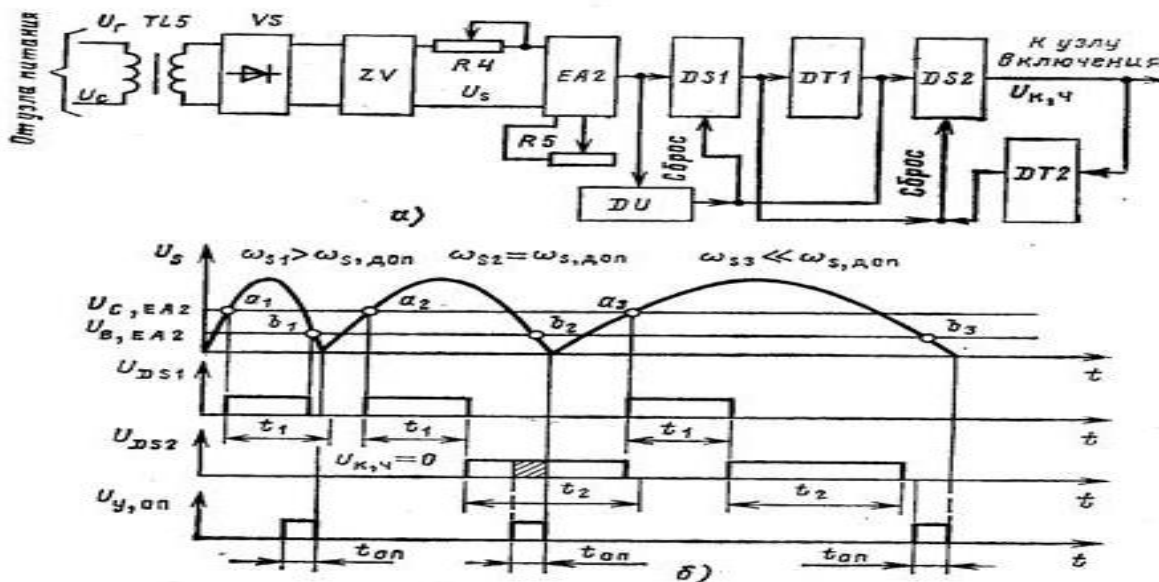 От узла питания
Uг TL5 VS
Uс
ZV
R4
Us
EA2
R5
DS1
DT1
DS2
К узлу включения
Uк,ч
Сброс
Сброс
DU
DT2
а)
Us
ωs1 > ωs,доп ωs2 = ωs,доп ωs3 ≪ ωs,доп
Uс,EA2 a1 a2 a3
Uв,EA2 b1 b2 b3
t
UDS1
t1 t1 t1
t
UDS2
Uк,ч=0
t2 t2
t
Uу,оп
tоп tоп tоп
t
б)